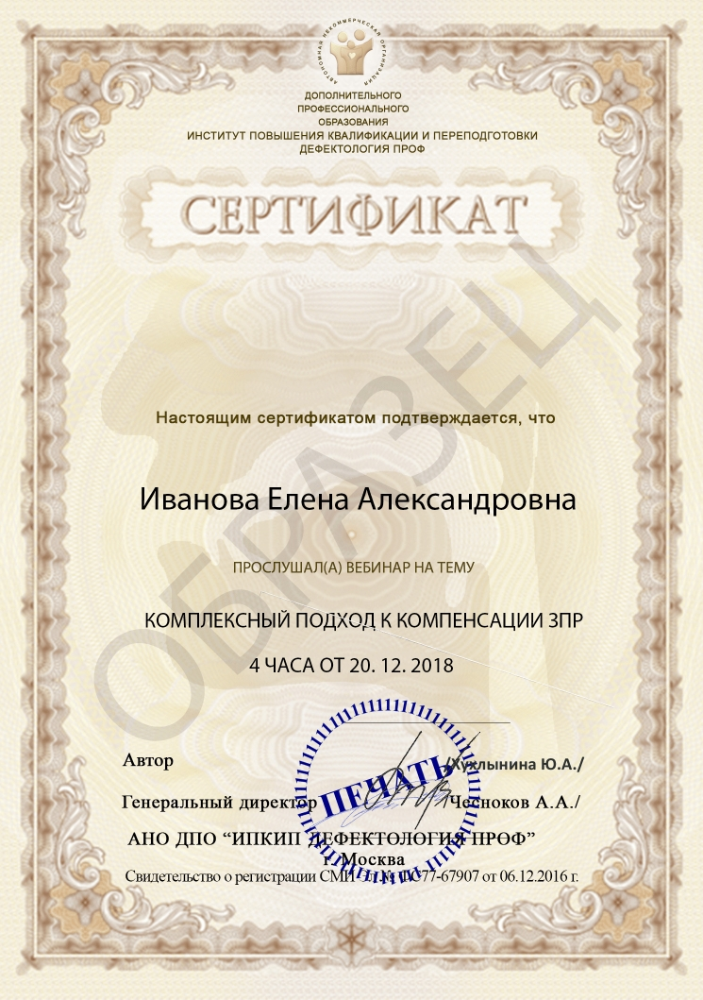 АВТОНОМНАЯ НЕКОММЕРЧЕСКАЯ ОРГАНИЗАЦИЯ
ДОПОЛНИТЕЛЬНОГО
ПРОФЕССИОНАЛЬНОГО
ОБРАЗОВАНИЯ
ИНСТИТУТ ПОВЫШЕНИЯ КВАЛИФИКАЦИИ И ПЕРЕПОДГОТОВКИ
ДЕФЕКТОЛОГИЯ ПРОФ
СЕРТИФИКАТ
ОБРАЗЕЦ
Настоящим сертификатом подтверждается, что
Иванова Елена Александровна
ПРОСЛУШАЛ(А) ВЕБИНАР НА ТЕМУ
КОМПЛЕКСНЫЙ ПОДХОД К КОМПЕНСАЦИИ ЗПР
4 ЧАСА ОТ 20. 12. 2018
Автор /Хухлынина Ю.А./
ПЕЧАТЬ
Генеральный директор /Чесноков А.А./
АНО ДПО “ИПКИП ДЕФЕКТОЛОГИЯ ПРОФ”
г. Москва
Свидетельство о регистрации СМИ Эл № ФС77-67907 от 06.12.2016 г.